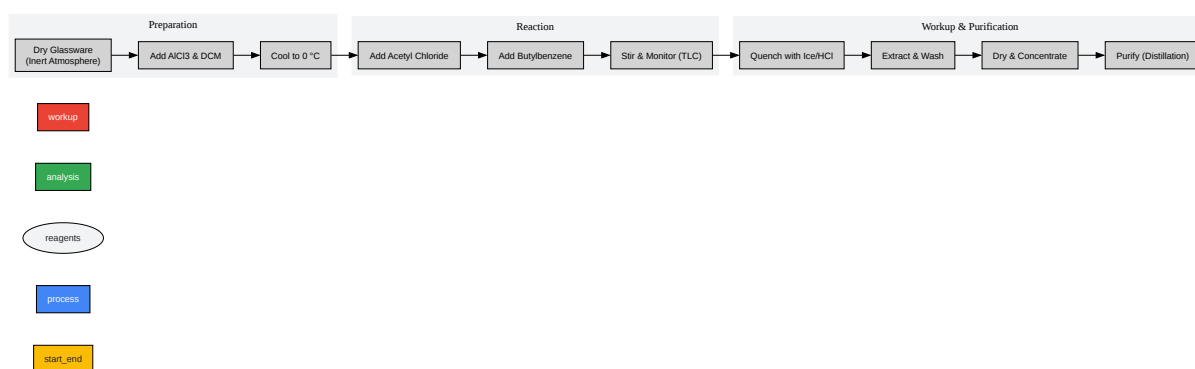 Preparation
Reaction
Workup & Purification
Dry Glassware
(Inert Atmosphere)
Add AlCl3 & DCM
Cool to 0 °C
Add Acetyl Chloride
Add Butylbenzene
Stir & Monitor (TLC)
Quench with Ice/HCl
Extract & Wash
Dry & Concentrate
Purify (Distillation)
workup
analysis
reagents
process
start_end